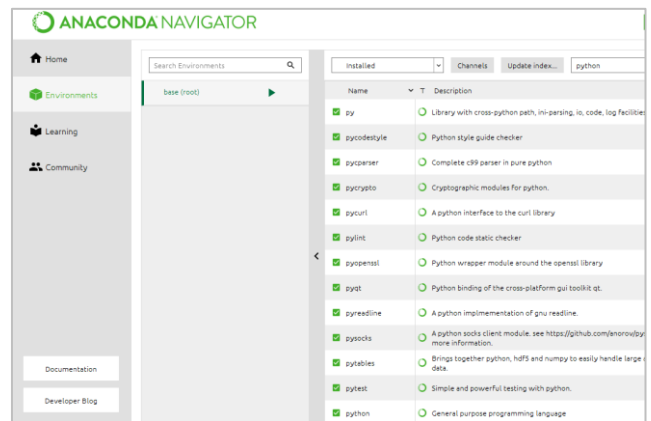 ANACONDA NAVIGATOR
Home
Environments
Learning
Community
Documentation
Developer Blog
Search Environments
base (root)
Installed
Channels
Update index...
python
Name T Description
py Library with cross-python path, ini-parsing, io, code, log facilities
pycodestyle Python style guide checker
pycparser Complete c99 parser in pure python
pycrypto Cryptographic modules for python.
pycurl A python interface to the curl library
pylint Python code static checker
pyopenssl Python wrapper module around the openssl library
pyqt Python binding of the cross-platform gui toolkit qt.
pyreadline A python implmementation of gnu readline.
pysocks A python socks client module. see https://github.com/anorov/py
more information.
pytables Brings together python, hdf5 and numpy to easily handle large
data.
pytest Simple and powerful testing with python.
python General purpose programming language